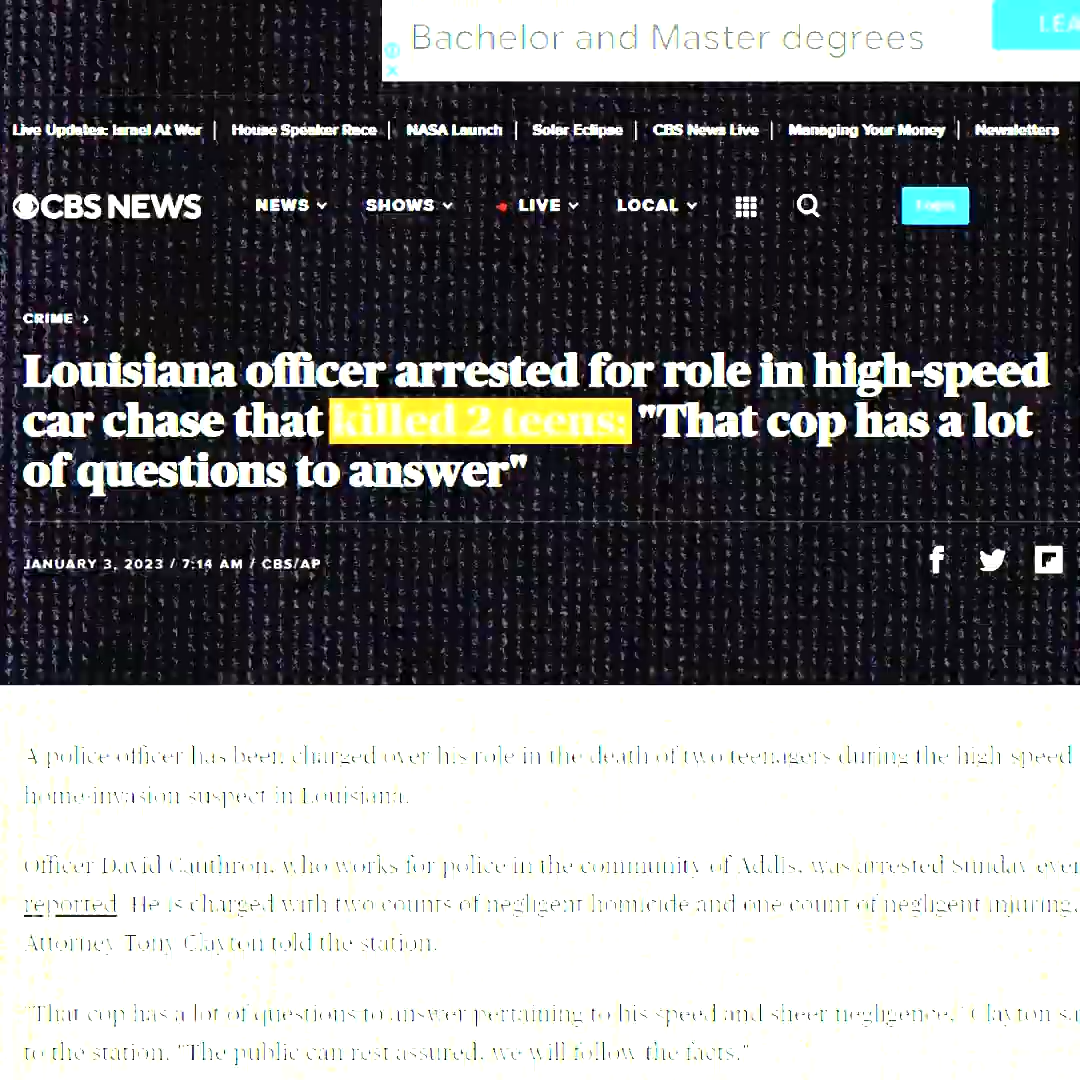 Bachelor and Master degrees
LEA
Live Updates: Israel At War | House Speaker Race | NASA Launch | Solar Eclipse | CBS News Live | Managing Your Money | Newsletters
CBS NEWS NEWS SHOWS LIVE LOCAL Login
CRIME ›
Louisiana officer arrested for role in high-speed
car chase that killed 2 teens: "That cop has a lot
of questions to answer"
JANUARY 3, 2023 / 7:14 AM / CBS/AP
A police officer has been charged over his role in the death of two teenagers during the high-speed
home-invasion suspect in Louisiana.
Officer David Cauthron, who works for police in the community of Addis, was arrested Sunday ever
reported. He is charged with two counts of negligent homicide and one count of negligent injuring,
Attorney Tony Clayton told the station.
"That cop has a lot of questions to answer pertaining to his speed and sheer negligence," Clayton sa
to the station. "The public can rest assured, we will follow the facts."